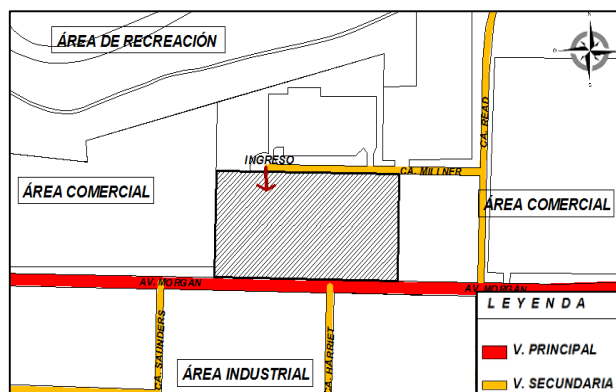 ÁREA DE RECREACIÓN
CA. READ
INGRESO
CA. MILLNER
ÁREA COMERCIAL
ÁREA COMERCIAL
AV. MORGAN
AV. MORGAN
CA. SAUNDERS
CA. HARRIET
ÁREA INDUSTRIAL
LEYENDA
V. PRINCIPAL
V. SECUNDARIA